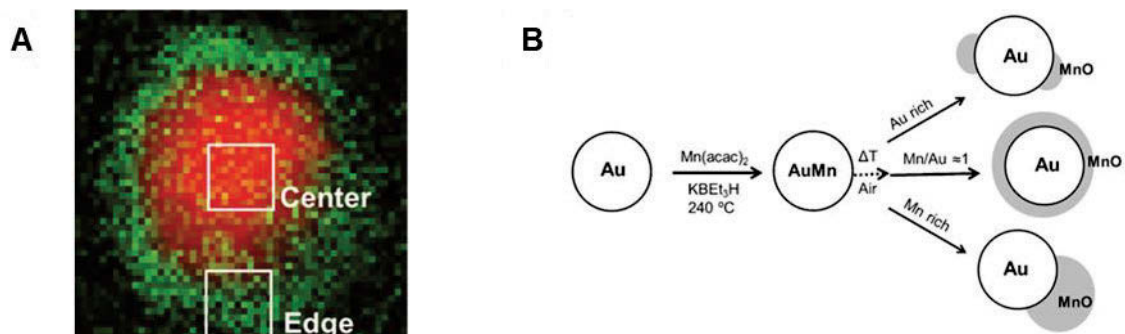 A
Center
Edge
B
Au
Mn(acac)₂
KBEt₃H
240 ºC
AuMn
ΔT
Air
Au rich
Mn/Au ≈1
Mn rich
Au
MnO
Au
MnO
Au
MnO